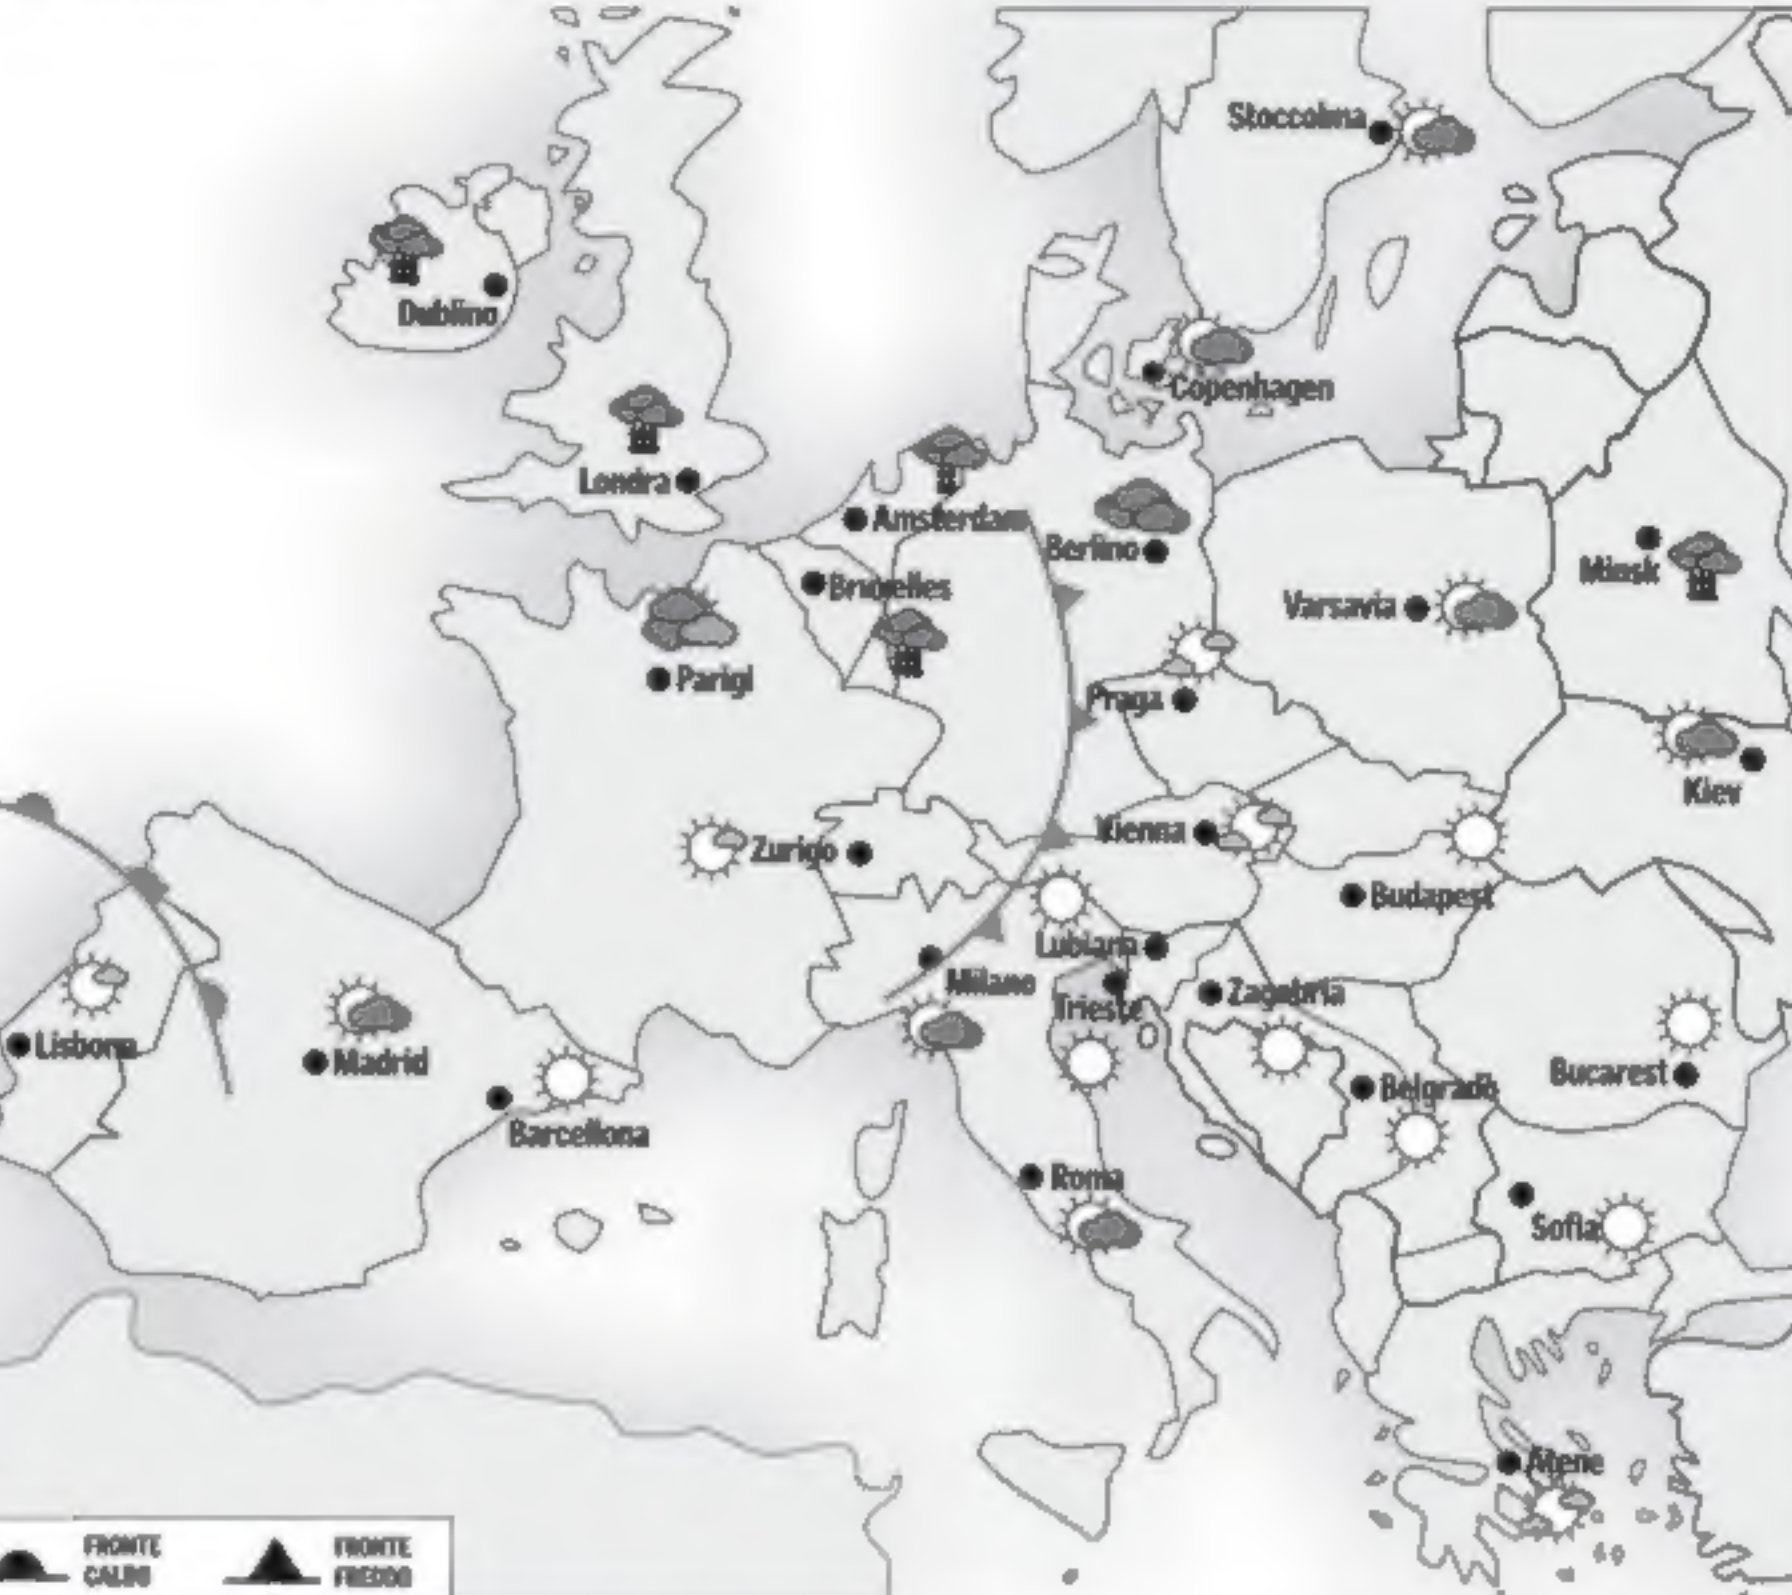 Stoccolma
Dublino
Copenhagen
Londra
Amsterdam
Berlino
Minsk
Bruxelles
Varsavia
Parigi
Praga
Kiev
Vienna
Zurigo
Budapest
Lubiana
Milano
Trieste
Zagabria
Lisbona
Madrid
Bucarest
Belgrado
Barcellona
Roma
Sofia
Atene
FRONTE
CALDO
FRONTE
FREDDO